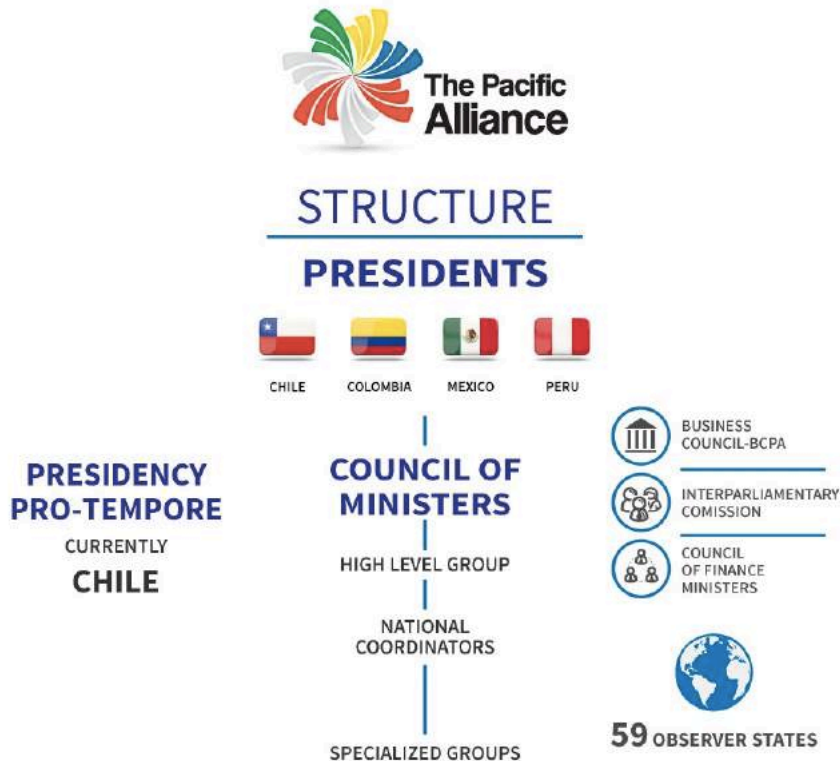 The Pacific
Alliance
STRUCTURE
PRESIDENTS
CHILE
COLOMBIA
MEXICO
PERU
PRESIDENCY
PRO-TEMPORE
CURRENTLY
CHILE
COUNCIL OF
MINISTERS
HIGH LEVEL GROUP
NATIONAL
COORDINATORS
SPECIALIZED GROUPS
BUSINESS
COUNCIL-BCPA
INTERPARLIAMENTARY
COMISSION
COUNCIL
OF FINANCE
MINISTERS
59 OBSERVER STATES